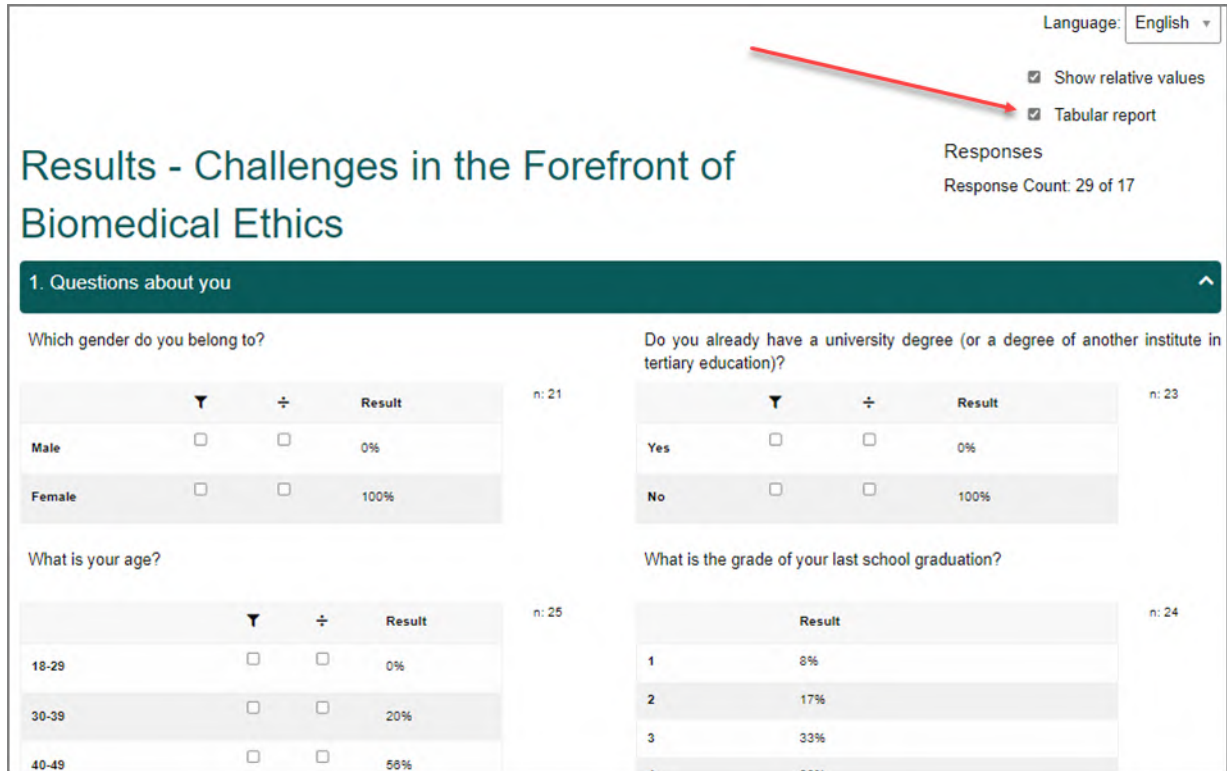 Language: English
Show relative values
Tabular report
Results - Challenges in the Forefront of
Biomedical Ethics
Responses
Response Count: 29 of 17
1. Questions about you
Which gender do you belong to?
n: 21
÷ Result
Male 0%
Female 100%
Do you already have a university degree (or a degree of another institute in
tertiary education)?
n: 23
÷ Result
Yes 0%
No 100%
What is your age?
n: 25
÷ Result
18-29 0%
30-39 20%
40-49 56%
What is the grade of your last school graduation?
n: 24
Result
1 8%
2 17%
3 33%